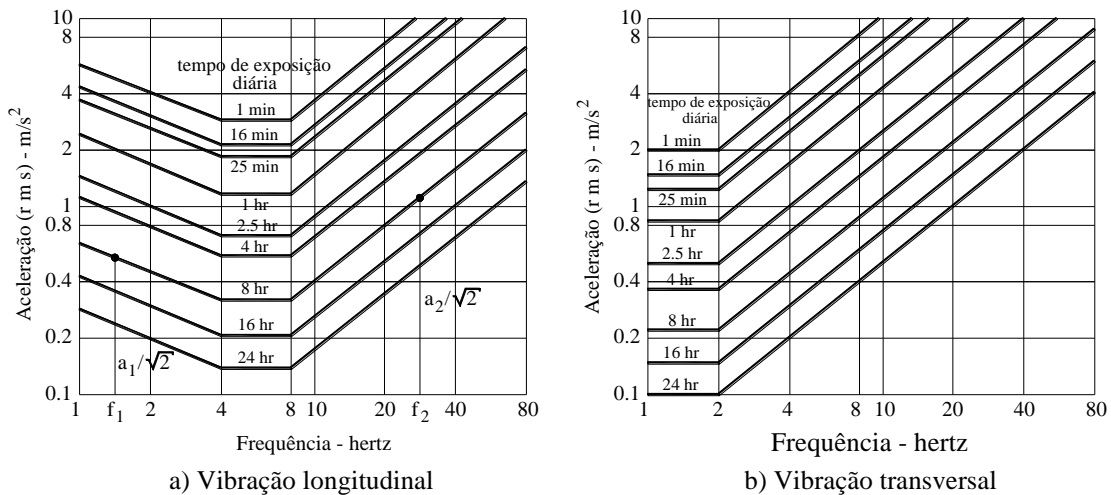 10
8
4
2
1
0.8
0.4
0.2
0.1
Aceleração (r m s) - m/s²
tempo de exposição
diária
1 min
16 min
25 min
1 hr
2.5 hr
4 hr
8 hr
16 hr
24 hr
a₁/√2
a₂/√2
1 f₁ 2 4 8 10 20 f₂ 40 80
Frequência - hertz
a) Vibração longitudinal
10
8
4
2
1
0.8
0.4
0.2
0.1
Aceleração (r m s) - m/s²
tempo de exposição
diária
1 min
16 min
25 min
1 hr
2.5 hr
4 hr
8 hr
16 hr
24 hr
1 2 4 8 10 20 40 80
Frequência - hertz
b) Vibração transversal